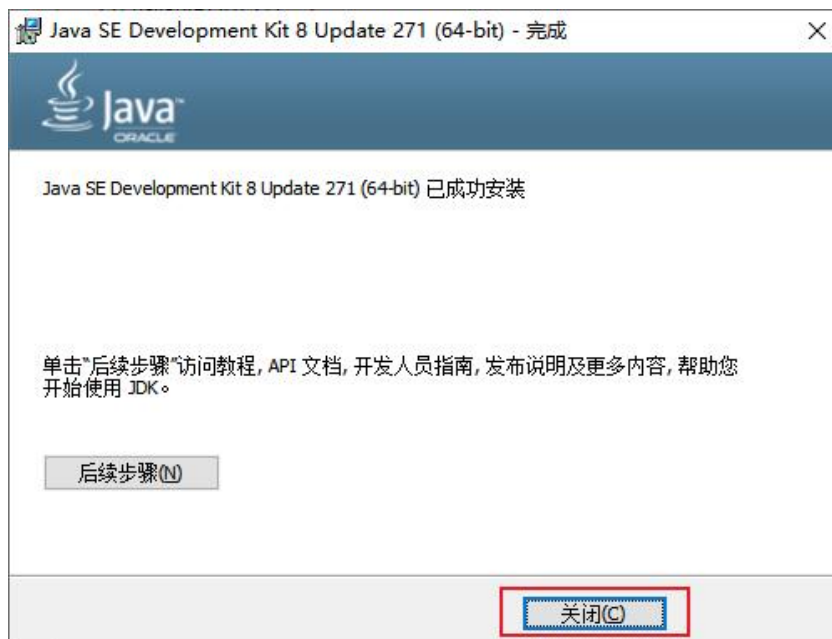 Java SE Development Kit 8 Update 271 (64-bit) - 完成
Java™
ORACLE
Java SE Development Kit 8 Update 271 (64-bit) 已成功安装
单击"后续步骤"访问教程, API 文档, 开发人员指南, 发布说明及更多内容, 帮助您
开始使用 JDK。
后续步骤(N)
关闭(C)